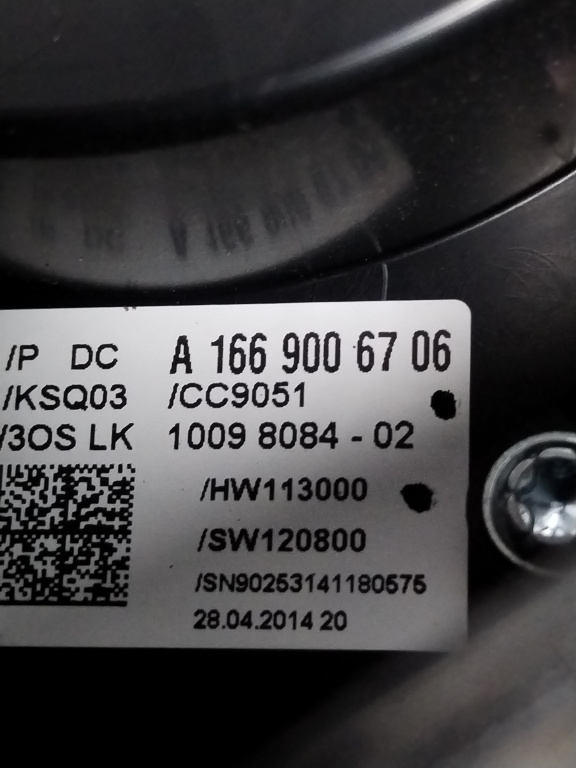 /P DC A 166 900 67 06
/KSQ03 /CC9051
/3OS LK 1009 8084 - 02
/HW113000
/SW120800
/SN90253141180575
28.04.2014 20